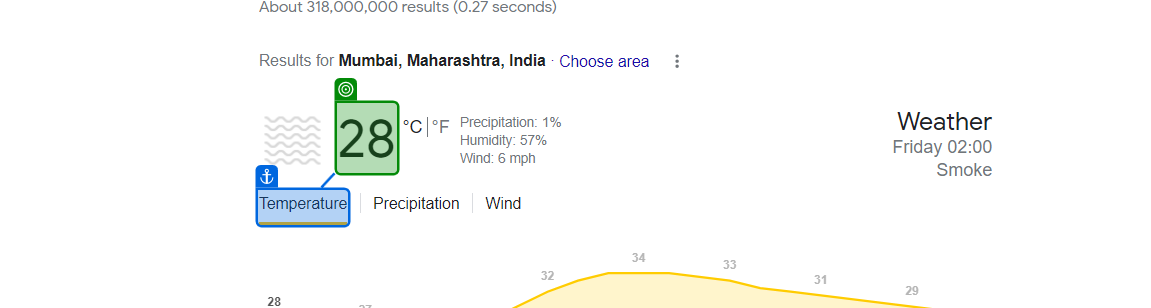 About 318,000,000 results (0.27 seconds)
Results for Mumbai, Maharashtra, India · Choose area
28 °C | °F
Precipitation: 1%
Humidity: 57%
Wind: 6 mph
Weather
Friday 02:00
Smoke
Temperature | Precipitation | Wind
28 27 32 34 33 31 29